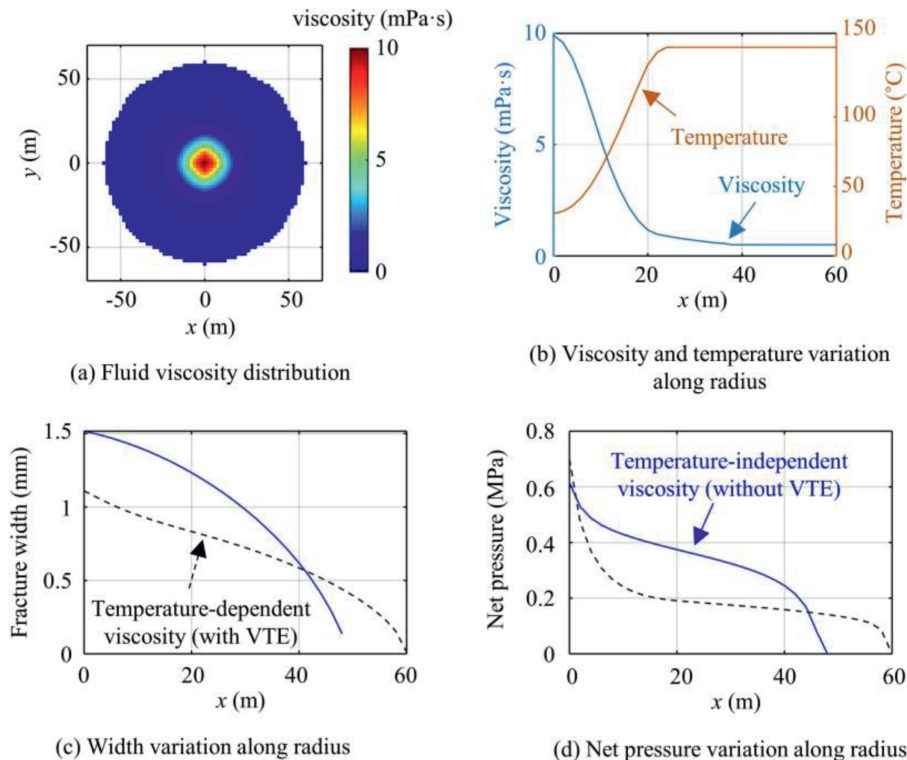 viscosity (mPa·s)
10
5
0
50
0
-50
y (m)
-50
0
50
x (m)
(a) Fluid viscosity distribution
10
5
0
Viscosity (mPa·s)
150
100
50
0
Temperature (°C)
Temperature
Viscosity
0
20
40
60
x (m)
(b) Viscosity and temperature variation
along radius
1.5
1
0.5
0
Fracture width (mm)
Temperature-dependent
viscosity (with VTE)
0
20
40
60
x (m)
(c) Width variation along radius
0.8
0.6
0.4
0.2
0
Net pressure (MPa)
Temperature-independent
viscosity (without VTE)
0
20
40
60
x (m)
(d) Net pressure variation along radius